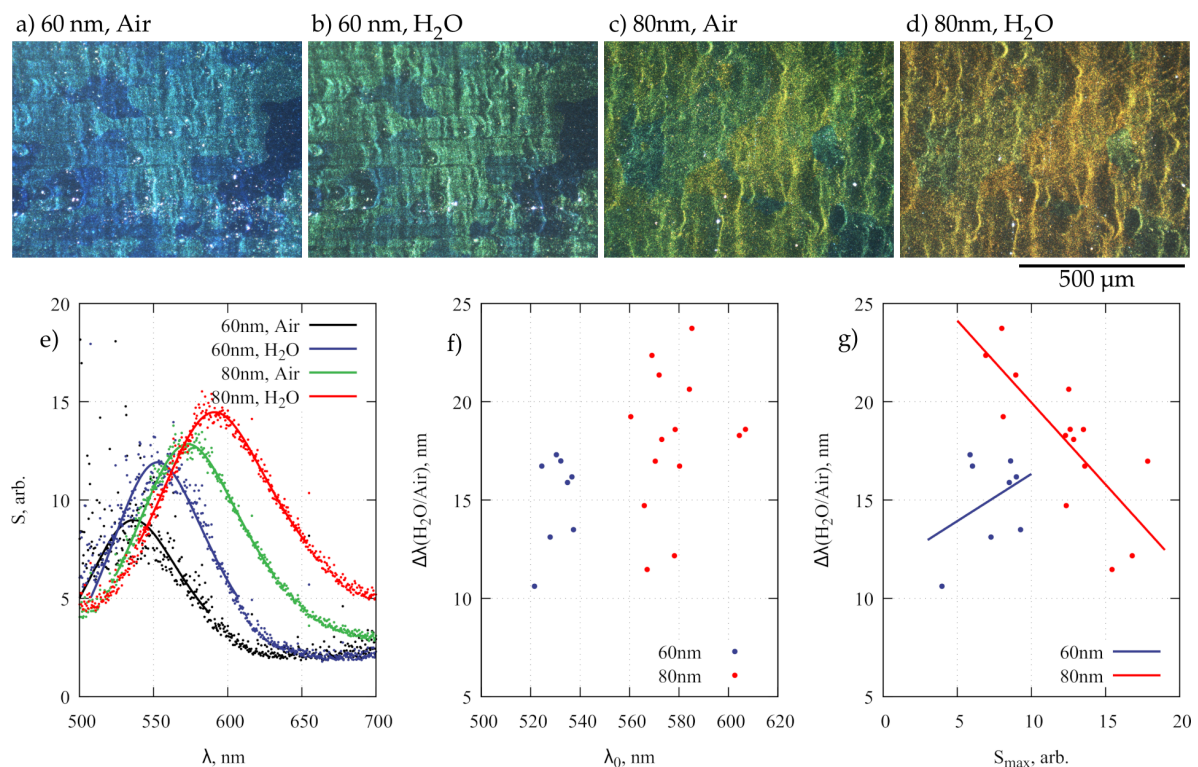 a) 60 nm, Air
b) 60 nm, H₂O
c) 80nm, Air
d) 80nm, H₂O
500 µm
e)
S, arb.
20
15
10
5
0
60nm, Air
60nm, H₂O
80nm, Air
80nm, H₂O
500 550 600 650 700
λ, nm
f)
Δλ(H₂O/Air), nm
25
20
15
10
5
60nm
80nm
500 520 540 560 580 600 620
λ₀, nm
g)
Δλ(H₂O/Air), nm
25
20
15
10
5
60nm
80nm
0 5 10 15 20
Sₘₐₓ, arb.